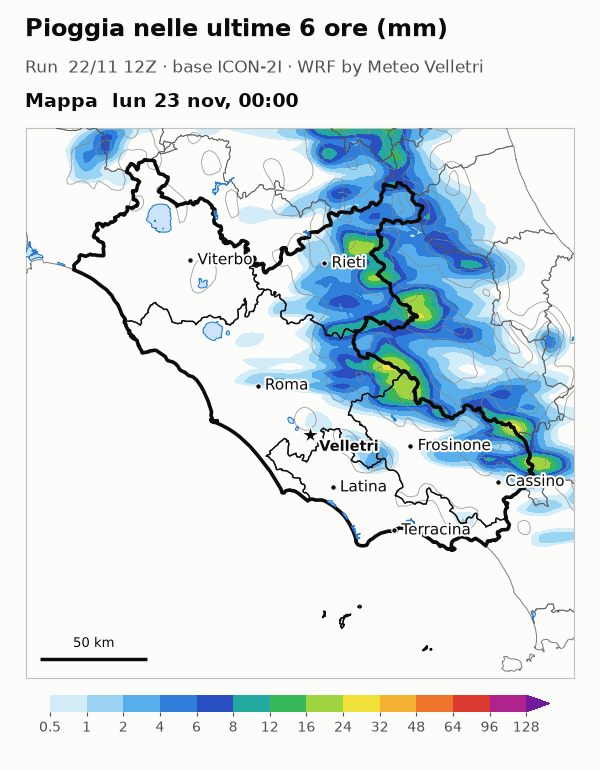 Pioggia nelle ultime 6 ore (mm)
Run  22/11 12Z · base ICON-2I · WRF by Meteo Velletri
Mappa  lun 23 nov, 00:00
Viterbo
Rieti
Roma
Velletri
Frosinone
Cassino
Latina
Terracina
50 km
0.5 1 2 4 6 8 12 16 24 32 48 64 96 128